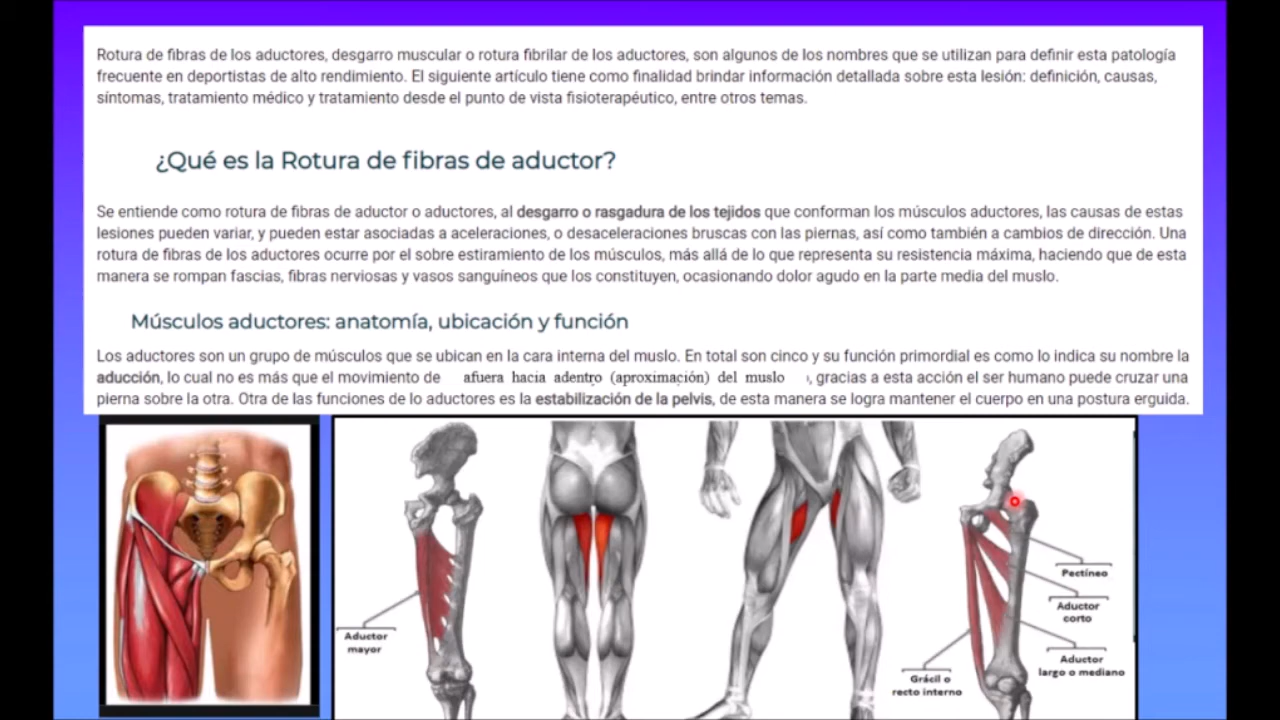 Rotura de fibras de los aductores, desgarro muscular o rotura fibrilar de los aductores, son algunos de los nombres que se utilizan para definir esta patología
frecuente en deportistas de alto rendimiento. El siguiente artículo tiene como finalidad brindar información detallada sobre esta lesión: definición, causas,
síntomas, tratamiento médico y tratamiento desde el punto de vista fisioterapéutico, entre otros temas.
¿Qué es la Rotura de fibras de aductor?
Se entiende como rotura de fibras de aductor o aductores, al desgarro o rasgadura de los tejidos que conforman los músculos aductores, las causas de estas
lesiones pueden variar, y pueden estar asociadas a aceleraciones, o desaceleraciones bruscas con las piernas, así como también a cambios de dirección. Una
rotura de fibras de los aductores ocurre por el sobre estiramiento de los músculos, más allá de lo que representa su resistencia máxima, haciendo que de esta
manera se rompan fascias, fibras nerviosas y vasos sanguíneos que los constituyen, ocasionando dolor agudo en la parte media del muslo.
Músculos aductores: anatomía, ubicación y función
Los aductores son un grupo de músculos que se ubican en la cara interna del muslo. En total son cinco y su función primordial es como lo indica su nombre la
aducción, lo cual no es más que el movimiento de afuera hacia adentro (aproximación) del muslo , gracias a esta acción el ser humano puede cruzar una
pierna sobre la otra. Otra de las funciones de lo aductores es la estabilización de la pelvis, de esta manera se logra mantener el cuerpo en una postura erguida.
Aductor
mayor
Pectíneo
Aductor
corto
Aductor
largo o mediano
Grácil o
recto interno